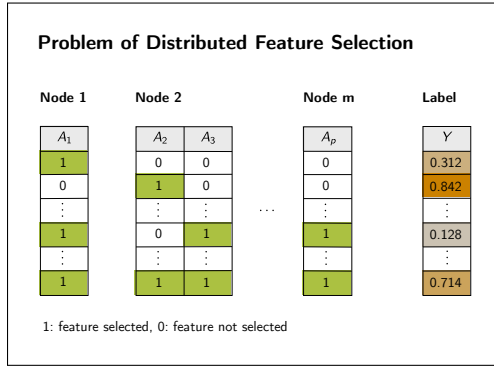 Problem of Distributed Feature Selection
Node 1 Node 2 Node m Label
A₁ A₂ A₃ Aₚ Y
1 0 0 0 0.312
0 1 0 0 0.842
⋮ ⋮ ⋮ ... ⋮ ⋮
1 0 1 1 0.128
⋮ ⋮ ⋮ ⋮ ⋮
1 1 1 1 0.714
1: feature selected, 0: feature not selected